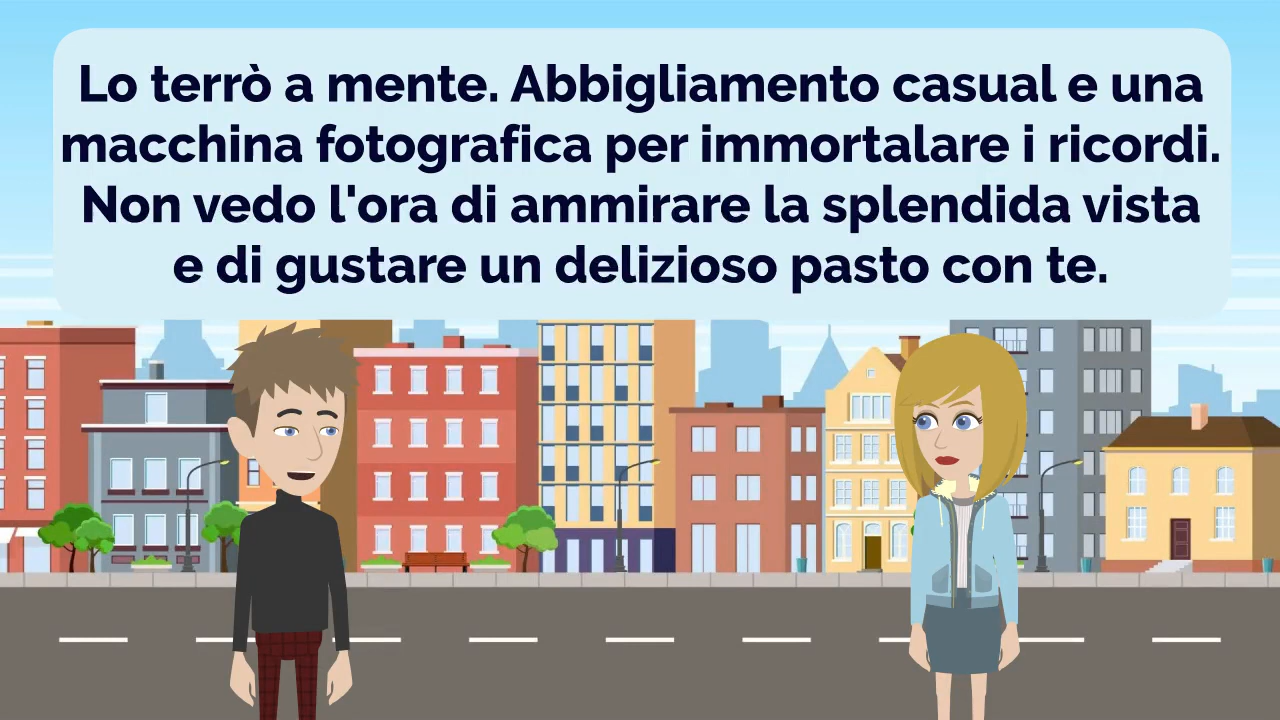 Lo terrò a mente. Abbigliamento casual e una
macchina fotografica per immortalare i ricordi.
Non vedo l'ora di ammirare la splendida vista
e di gustare un delizioso pasto con te.